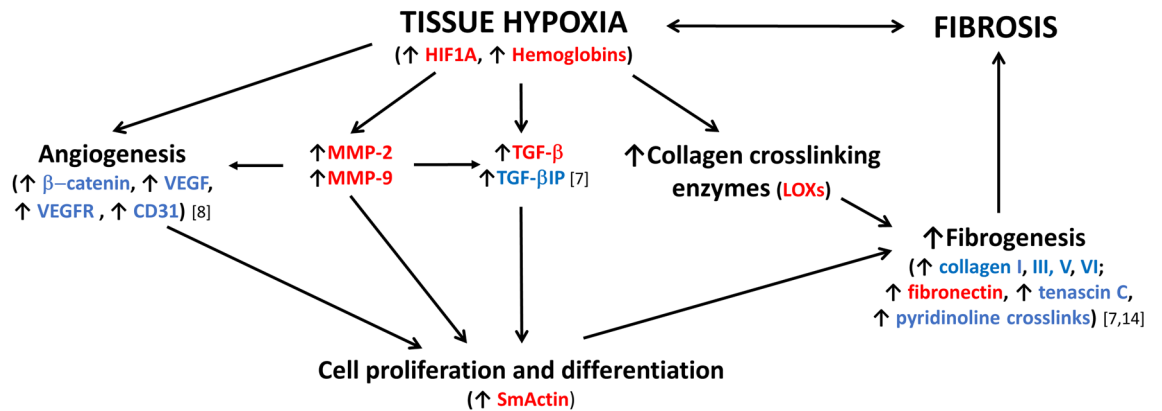 TISSUE HYPOXIA
(↑ HIF1A, ↑ Hemoglobins)
FIBROSIS
Angiogenesis
(↑ β−catenin, ↑ VEGF,
↑ VEGFR , ↑ CD31) [8]
↑MMP-2
↑MMP-9
↑TGF-β
↑TGF-βIP [7]
↑Collagen crosslinking
enzymes (LOXs)
↑Fibrogenesis
(↑ collagen I, III, V, VI;
↑ fibronectin, ↑ tenascin C,
↑ pyridinoline crosslinks) [7,14]
Cell proliferation and differentiation
(↑ SmActin)